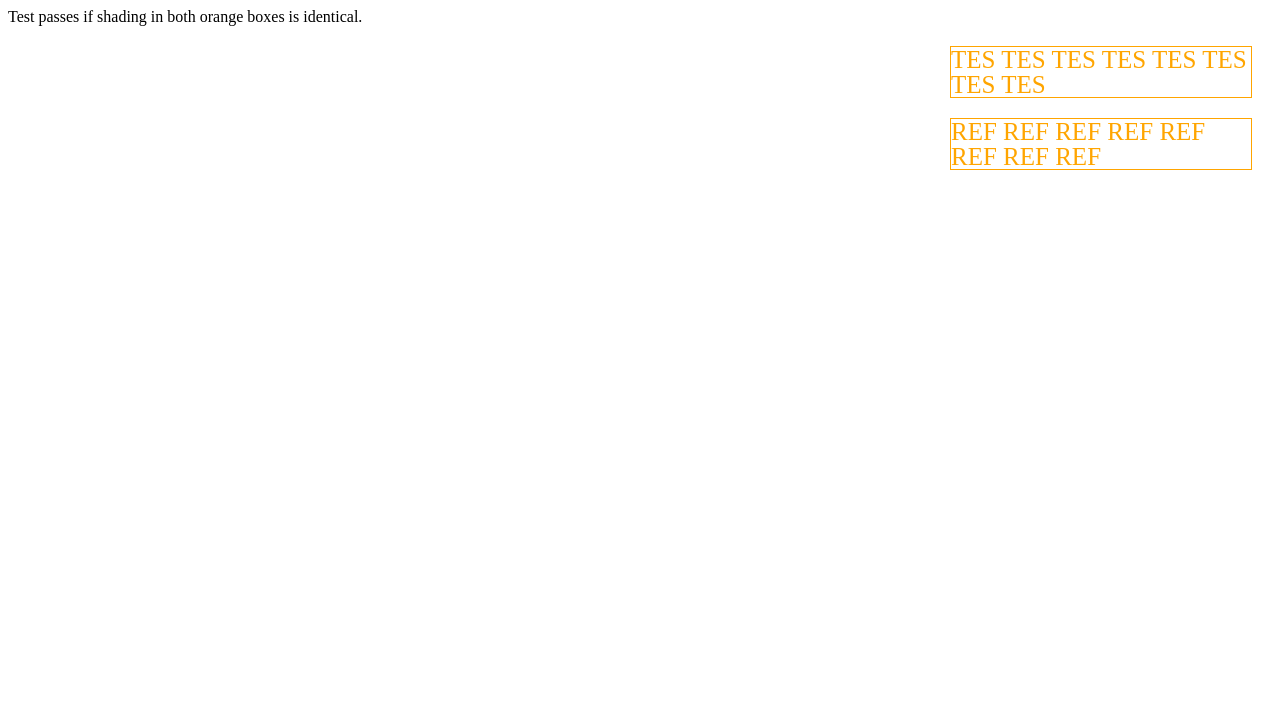 Test passes if shading in both orange boxes is identical.
TES TES TES TES TES TES
TES TES
REF REF REF REF REF
REF REF REF